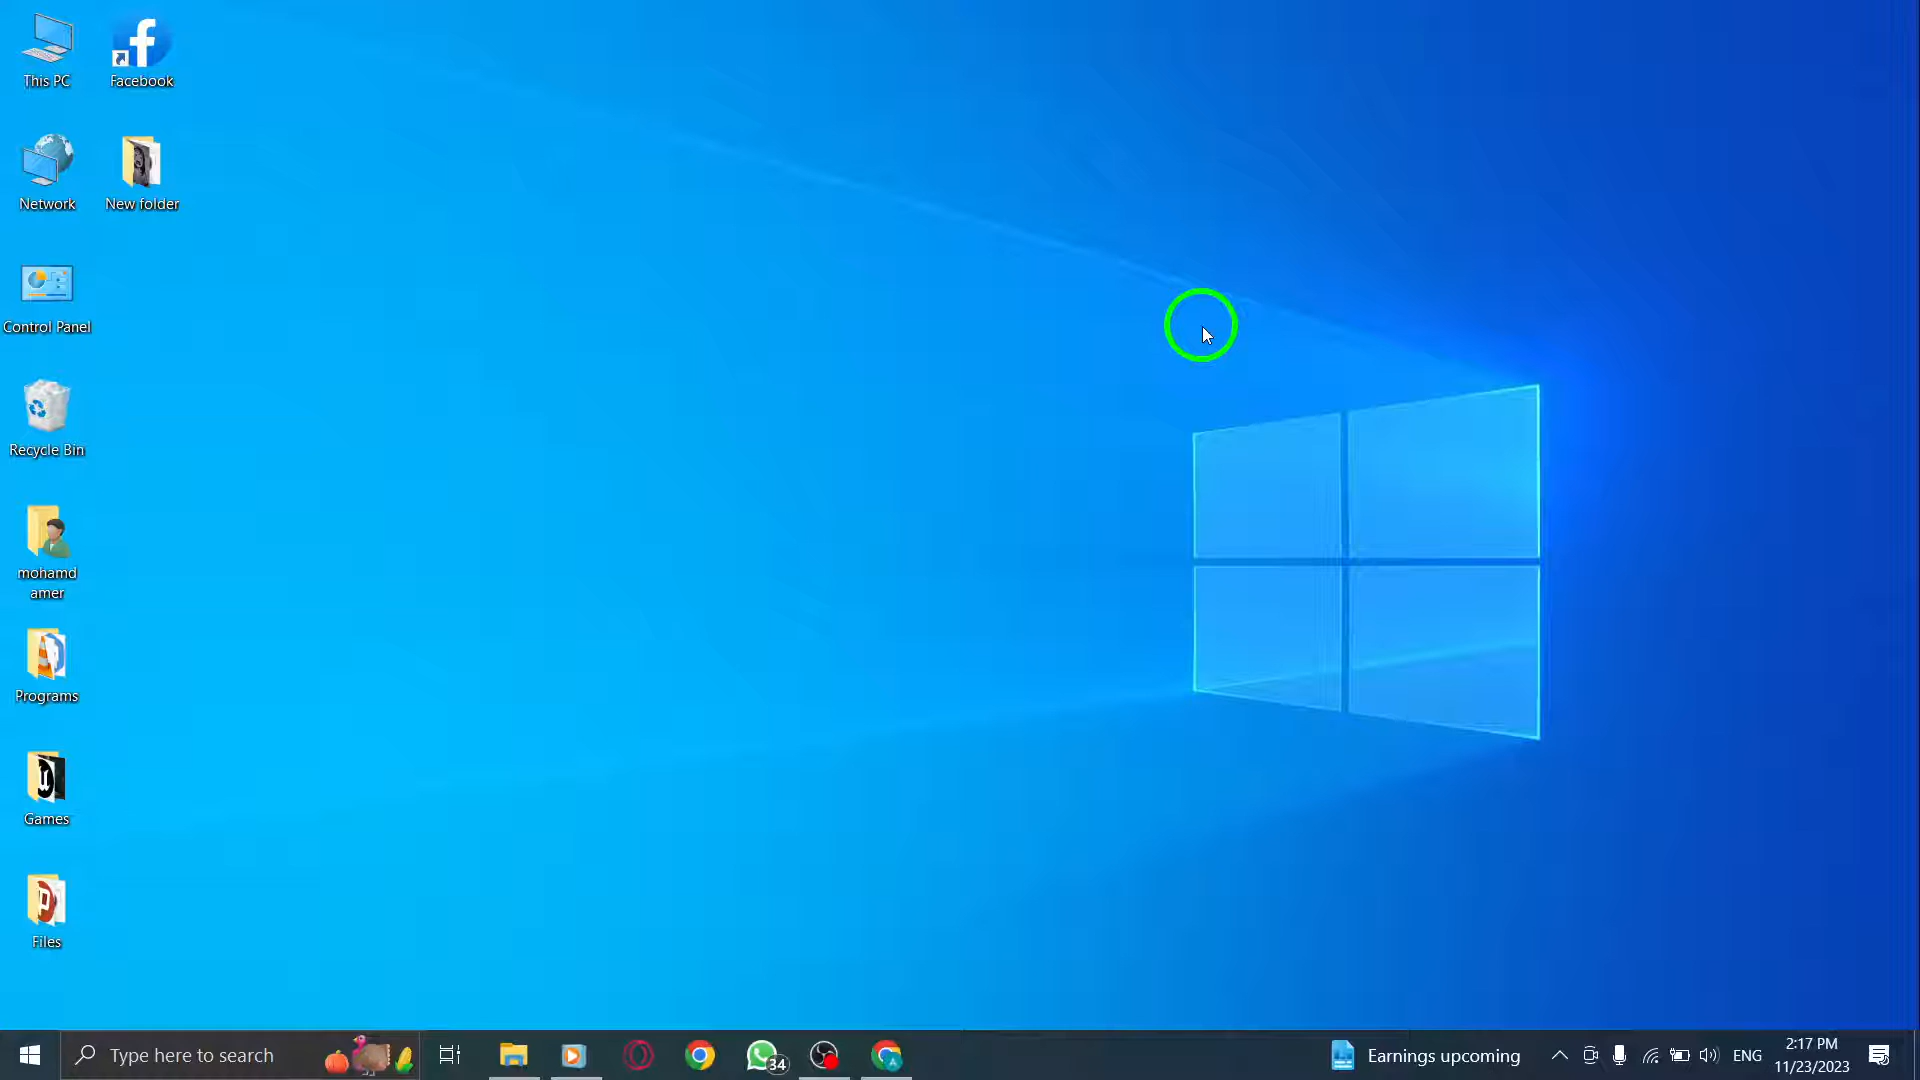 This PC
Facebook
Network
New folder
Control Panel
Recycle Bin
mohamd
amer
Programs
Games
Files
Type here to search
34
Earnings upcoming
ENG
2:17 PM
11/23/2023